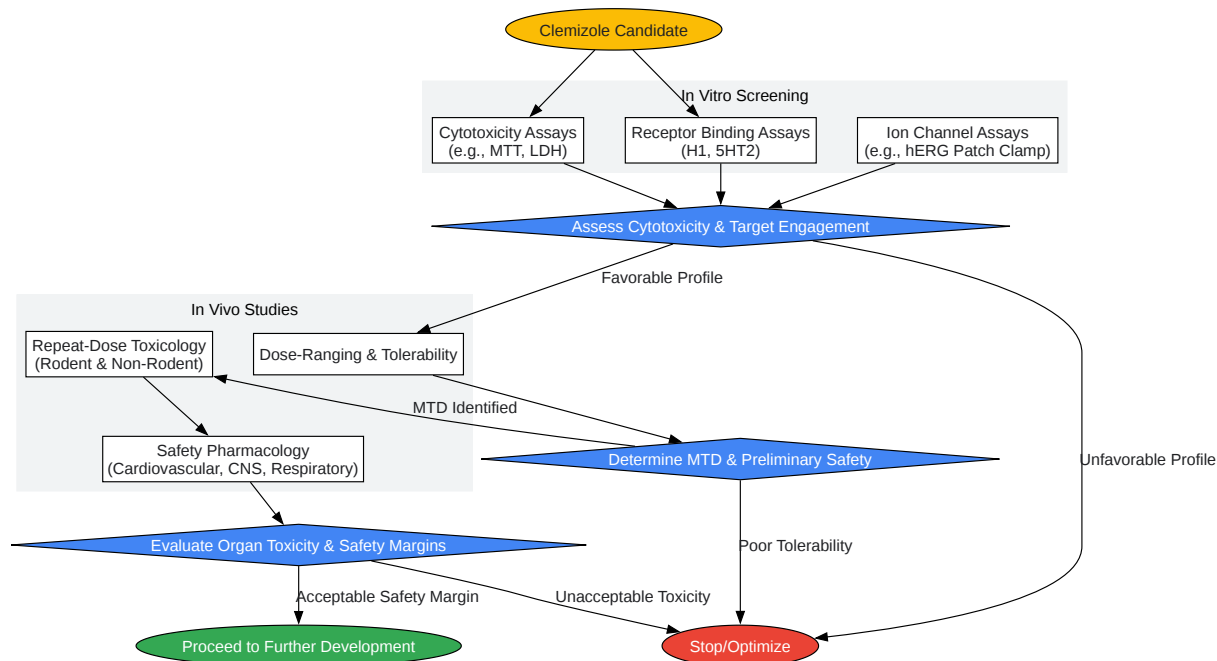 Clemizole Candidate
In Vitro Screening
Cytotoxicity Assays
(e.g., MTT, LDH)
Receptor Binding Assays
(H1, 5HT2)
Ion Channel Assays
(e.g., hERG Patch Clamp)
Assess Cytotoxicity & Target Engagement
Favorable Profile
In Vivo Studies
Repeat-Dose Toxicology
(Rodent & Non-Rodent)
Dose-Ranging & Tolerability
MTD Identified
Safety Pharmacology
(Cardiovascular, CNS, Respiratory)
Determine MTD & Preliminary Safety
Unfavorable Profile
Evaluate Organ Toxicity & Safety Margins
Poor Tolerability
Acceptable Safety Margin
Unacceptable Toxicity
Proceed to Further Development
Stop/Optimize